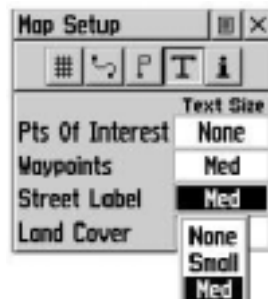 Map Setup
T i
Text Size
Pts Of Interest None
Waypoints Med
Street Label Med
Land Cover
None
Small
Med